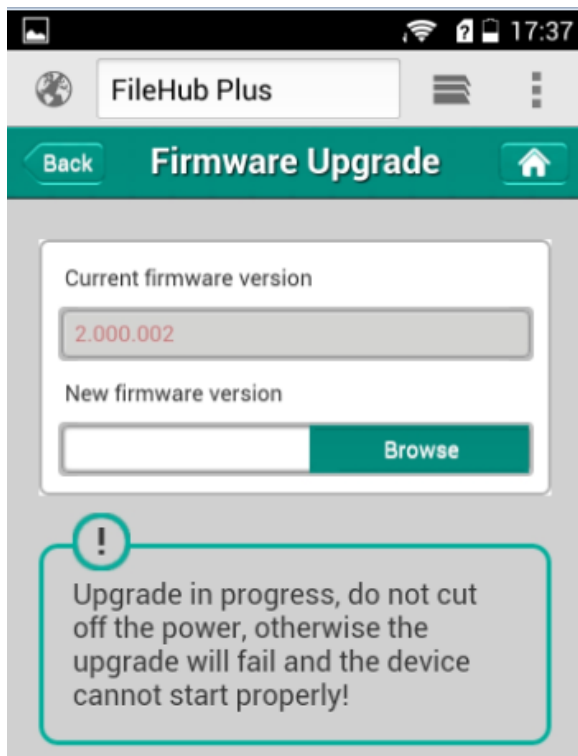 17:37
FileHub Plus
Back
Firmware Upgrade
Current firmware version
2.000.002
New firmware version
Browse
!
Upgrade in progress, do not cut
off the power, otherwise the
upgrade will fail and the device
cannot start properly!